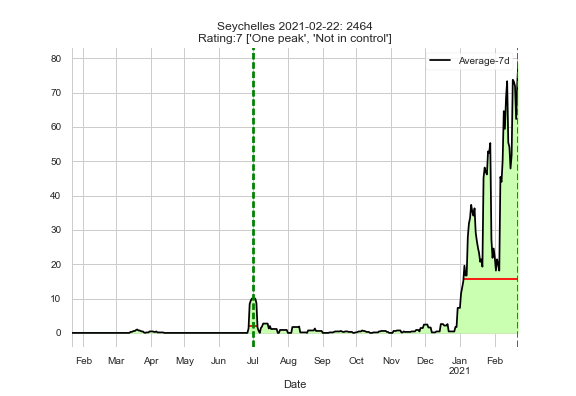 Seychelles 2021-02-22: 2464
Rating:7 ['One peak', 'Not in control']
Average-7d
80
70
60
50
40
30
20
10
0
Feb Mar Apr May Jun Jul Aug Sep Oct Nov Dec Jan Feb
2021
Date